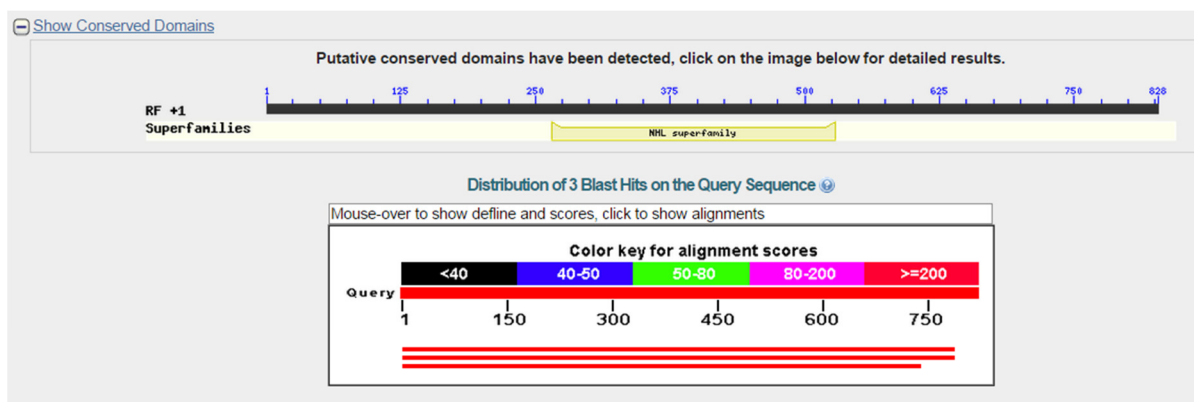 Show Conserved Domains
Putative conserved domains have been detected, click on the image below for detailed results.
1 125 250 375 500 625 750 828
RF +1
Superfamilies
NHL superfamily
Distribution of 3 Blast Hits on the Query Sequence
Mouse-over to show defline and scores, click to show alignments
Color key for alignment scores
<40 40-50 50-80 80-200 >=200
Query
1 150 300 450 600 750